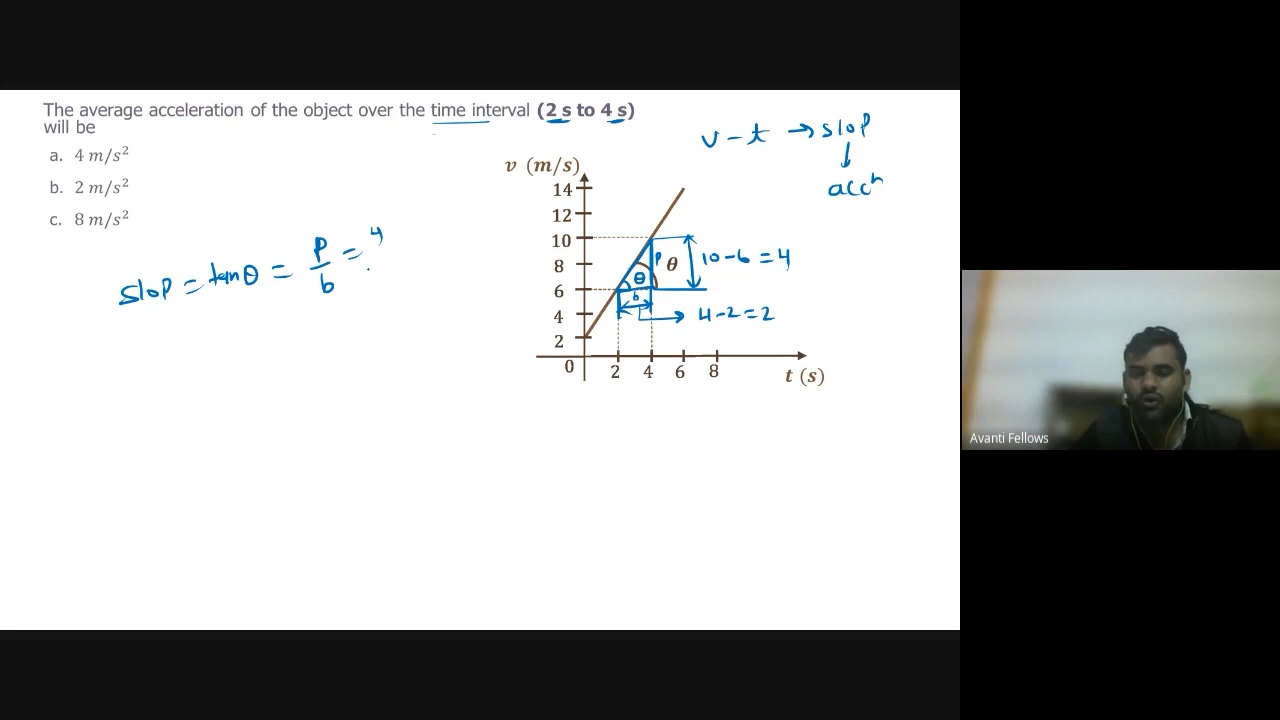 The average acceleration of the object over the time interval (2 s to 4 s)
will be
a. 4 m/s²
b. 2 m/s²
c. 8 m/s²
slop = tanθ = P/b = 4
v - t → slop
↓
accⁿ
v (m/s)
14
12
10
8
6
4
2
0
2 4 6 8
t (s)
P
θ
θ
b
10-6=4
4-2=2
Avanti Fellows